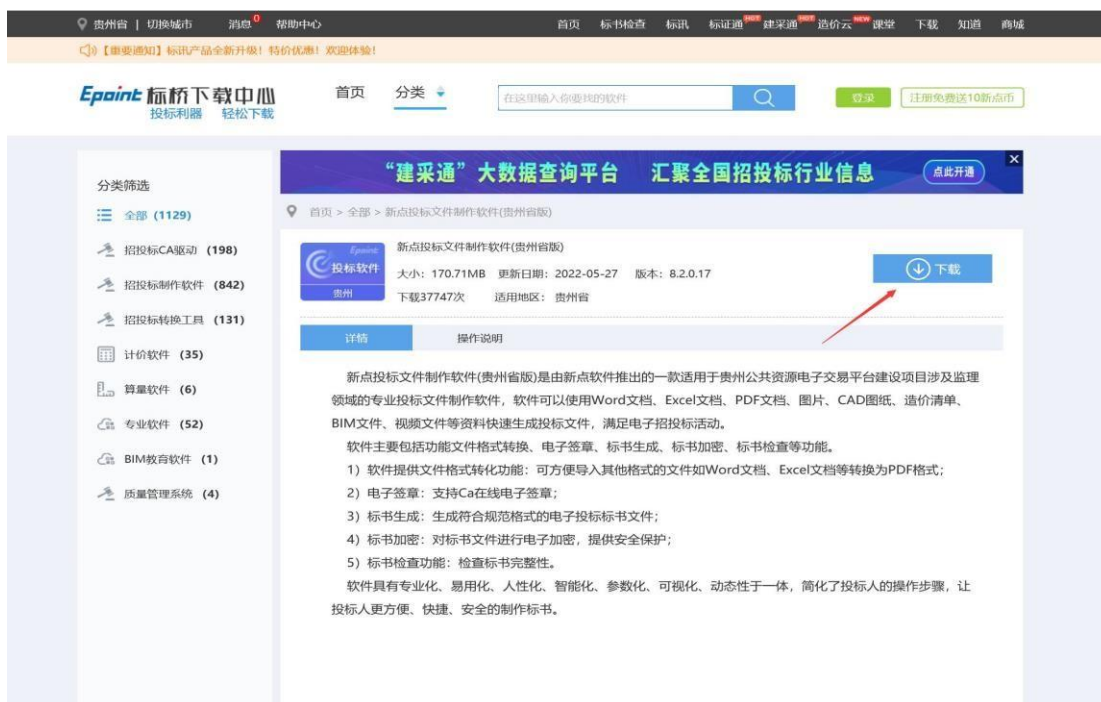 贵州省 | 切换城市 消息 0 帮助中心 首页 标书检查 标讯 标证通 HOT 建采通 HOT 造价云 NEW 课堂 下载 知道 商城
【重要通知】标讯产品全新升级！特价优惠！欢迎体验！
Epoint 标桥下载中心
投标利器 轻松下载
首页 分类
在这里输入你要找的软件
登录 注册免费送10新点币
“建采通”大数据查询平台 汇聚全国招投标行业信息 点此开通 X
分类筛选
全部 (1129)
招投标CA驱动 (198)
招投标制作软件 (842)
招投标转换工具 (131)
计价软件 (35)
算量软件 (6)
专业软件 (52)
BIM教育软件 (1)
质量管理系统 (4)
首页 > 全部 > 新点投标文件制作软件(贵州省版)
Epoint
投标软件
贵州
新点投标文件制作软件(贵州省版)
大小：170.71MB 更新日期：2022-05-27 版本：8.2.0.17
下载37747次 适用地区：贵州省
下载
详情 操作说明
新点投标文件制作软件(贵州省版)是由新点软件推出的一款适用于贵州公共资源电子交易平台建设项目涉及监理
领域的专业投标文件制作软件，软件可以使用Word文档、Excel文档、PDF文档、图片、CAD图纸、造价清单、
BIM文件、视频文件等资料快速生成投标文件，满足电子招投标活动。
软件主要包括功能文件格式转换、电子签章、标书生成、标书加密、标书检查等功能。
1）软件提供文件格式转化功能：可方便导入其他格式的文件如Word文档、Excel文档等转换为PDF格式；
2）电子签章：支持Ca在线电子签章；
3）标书生成：生成符合规范格式的电子投标标书文件；
4）标书加密：对标书文件进行电子加密，提供安全保护；
5）标书检查功能：检查标书完整性。
软件具有专业化、易用化、人性化、智能化、参数化、可视化、动态性于一体，简化了投标人的操作步骤，让
投标人更方便、快捷、安全的制作标书。